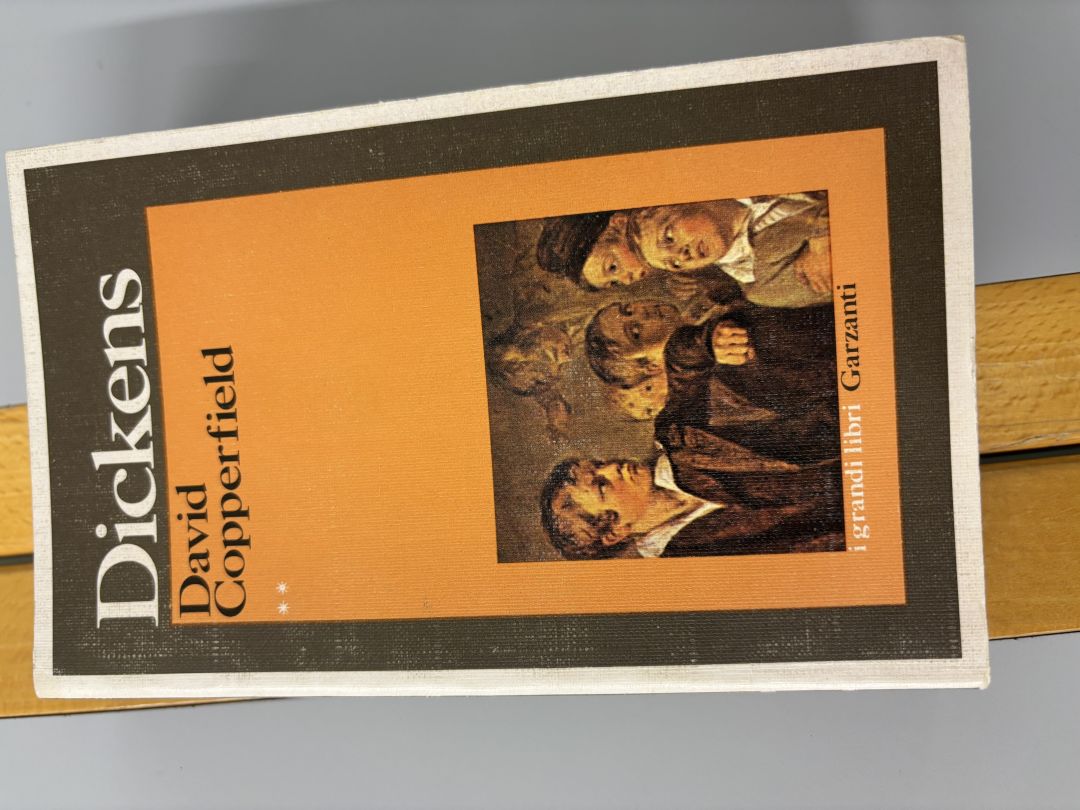 Dickens
David
Copperfield
**
i grandi libri Garzanti